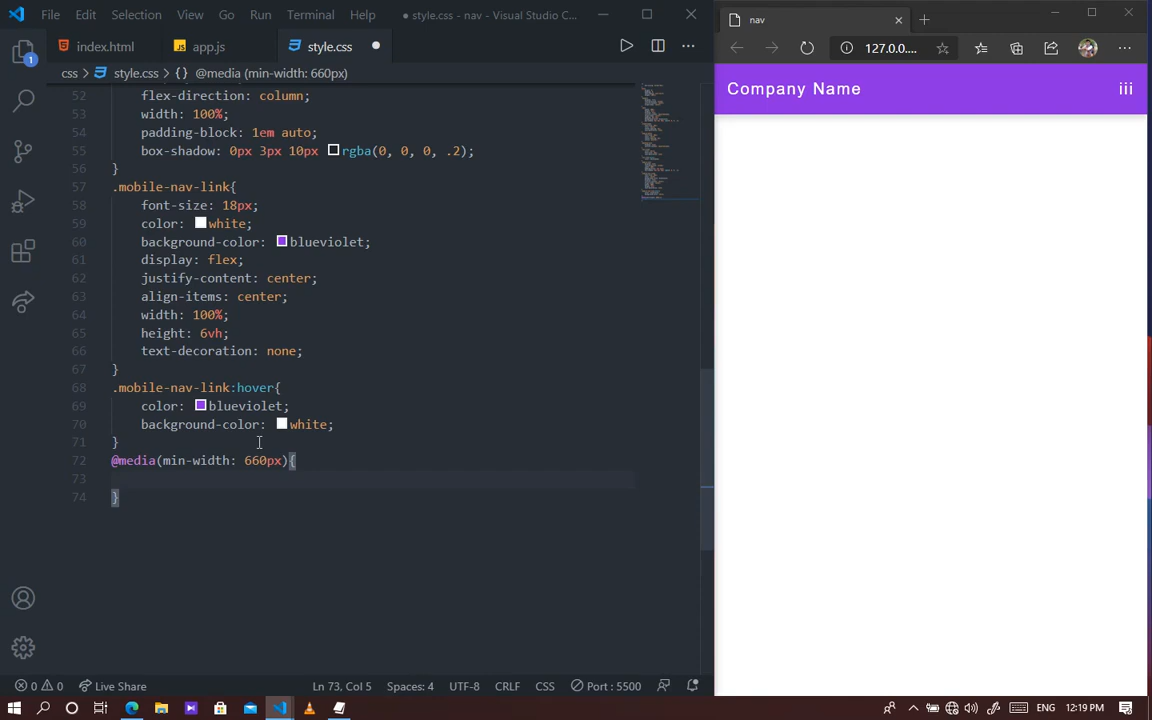 File Edit Selection View Go Run Terminal Help ● style.css - nav - Visual Studio C...
index.html app.js style.css
css > style.css > {} @media (min-width: 660px)
52 flex-direction: column;
53 width: 100%;
54 padding-block: 1em auto;
55 box-shadow: 0px 3px 10px rgba(0, 0, 0, .2);
56 }
57 .mobile-nav-link{
58 font-size: 18px;
59 color: white;
60 background-color: blueviolet;
61 display: flex;
62 justify-content: center;
63 align-items: center;
64 width: 100%;
65 height: 6vh;
66 text-decoration: none;
67 }
68 .mobile-nav-link:hover{
69 color: blueviolet;
70 background-color: white;
71 }
72 @media(min-width: 660px){
73
74 }
1
0 0 Live Share Ln 73, Col 5 Spaces: 4 UTF-8 CRLF CSS Port : 5500
nav
127.0.0....
Company Name iii
ENG 12:19 PM